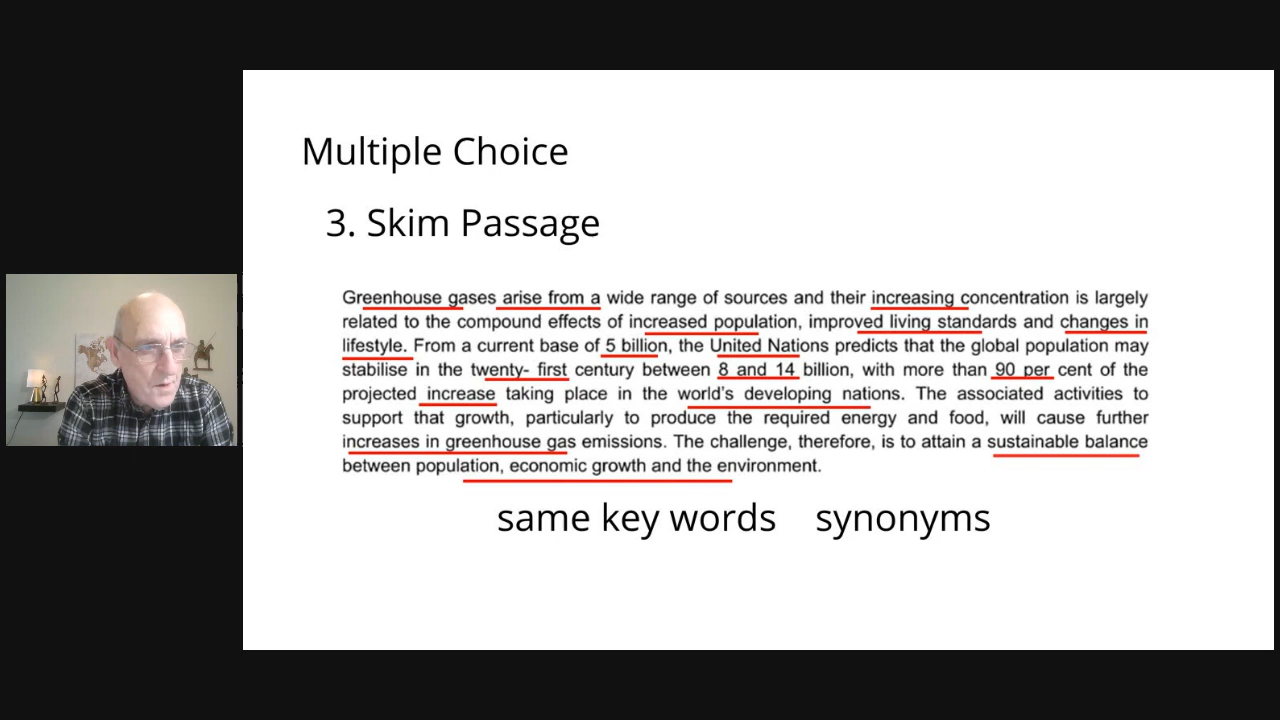 Multiple Choice
3. Skim Passage
Greenhouse gases arise from a wide range of sources and their increasing concentration is largely
related to the compound effects of increased population, improved living standards and changes in
lifestyle. From a current base of 5 billion, the United Nations predicts that the global population may
stabilise in the twenty- first century between 8 and 14 billion, with more than 90 per cent of the
projected increase taking place in the world's developing nations. The associated activities to
support that growth, particularly to produce the required energy and food, will cause further
increases in greenhouse gas emissions. The challenge, therefore, is to attain a sustainable balance
between population, economic growth and the environment.
same key words synonyms